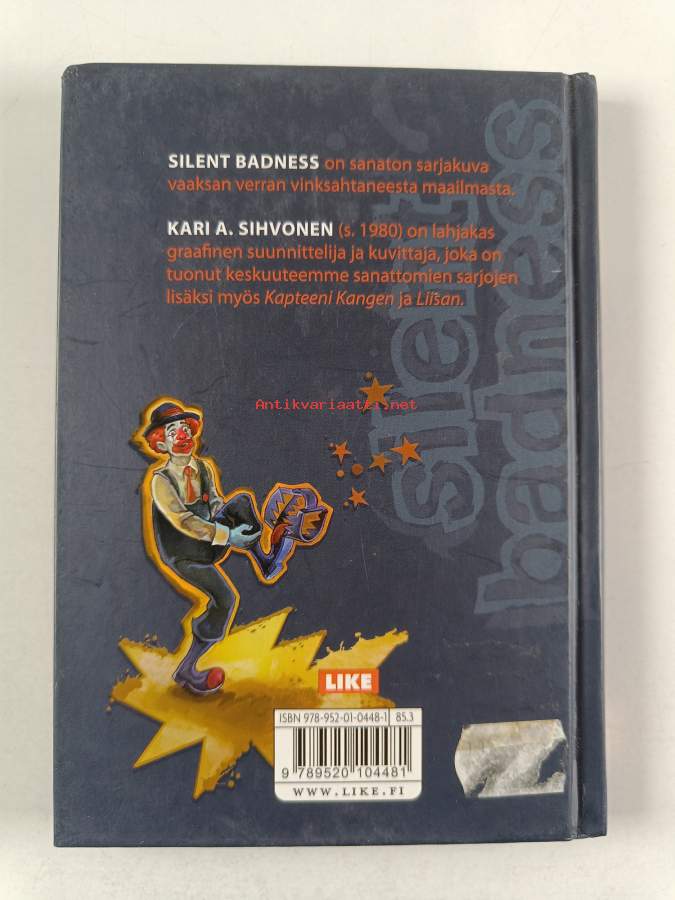 SILENT BADNESS on sanaton sarjakuva
vaaksan verran vinksahtaneesta maailmasta.
KARI A. SIHVONEN (s. 1980) on lahjakas
graafinen suunnittelija ja kuvittaja, joka on
tuonut keskuuteemme sanattomien sarjojen
lisäksi myös Kapteeni Kangen ja Liisan.
silent
badness
Antikvariaatti.net
LIKE
ISBN 978-952-01-0448-1 85.3
9 789520 104481
WWW.LIKE.FI